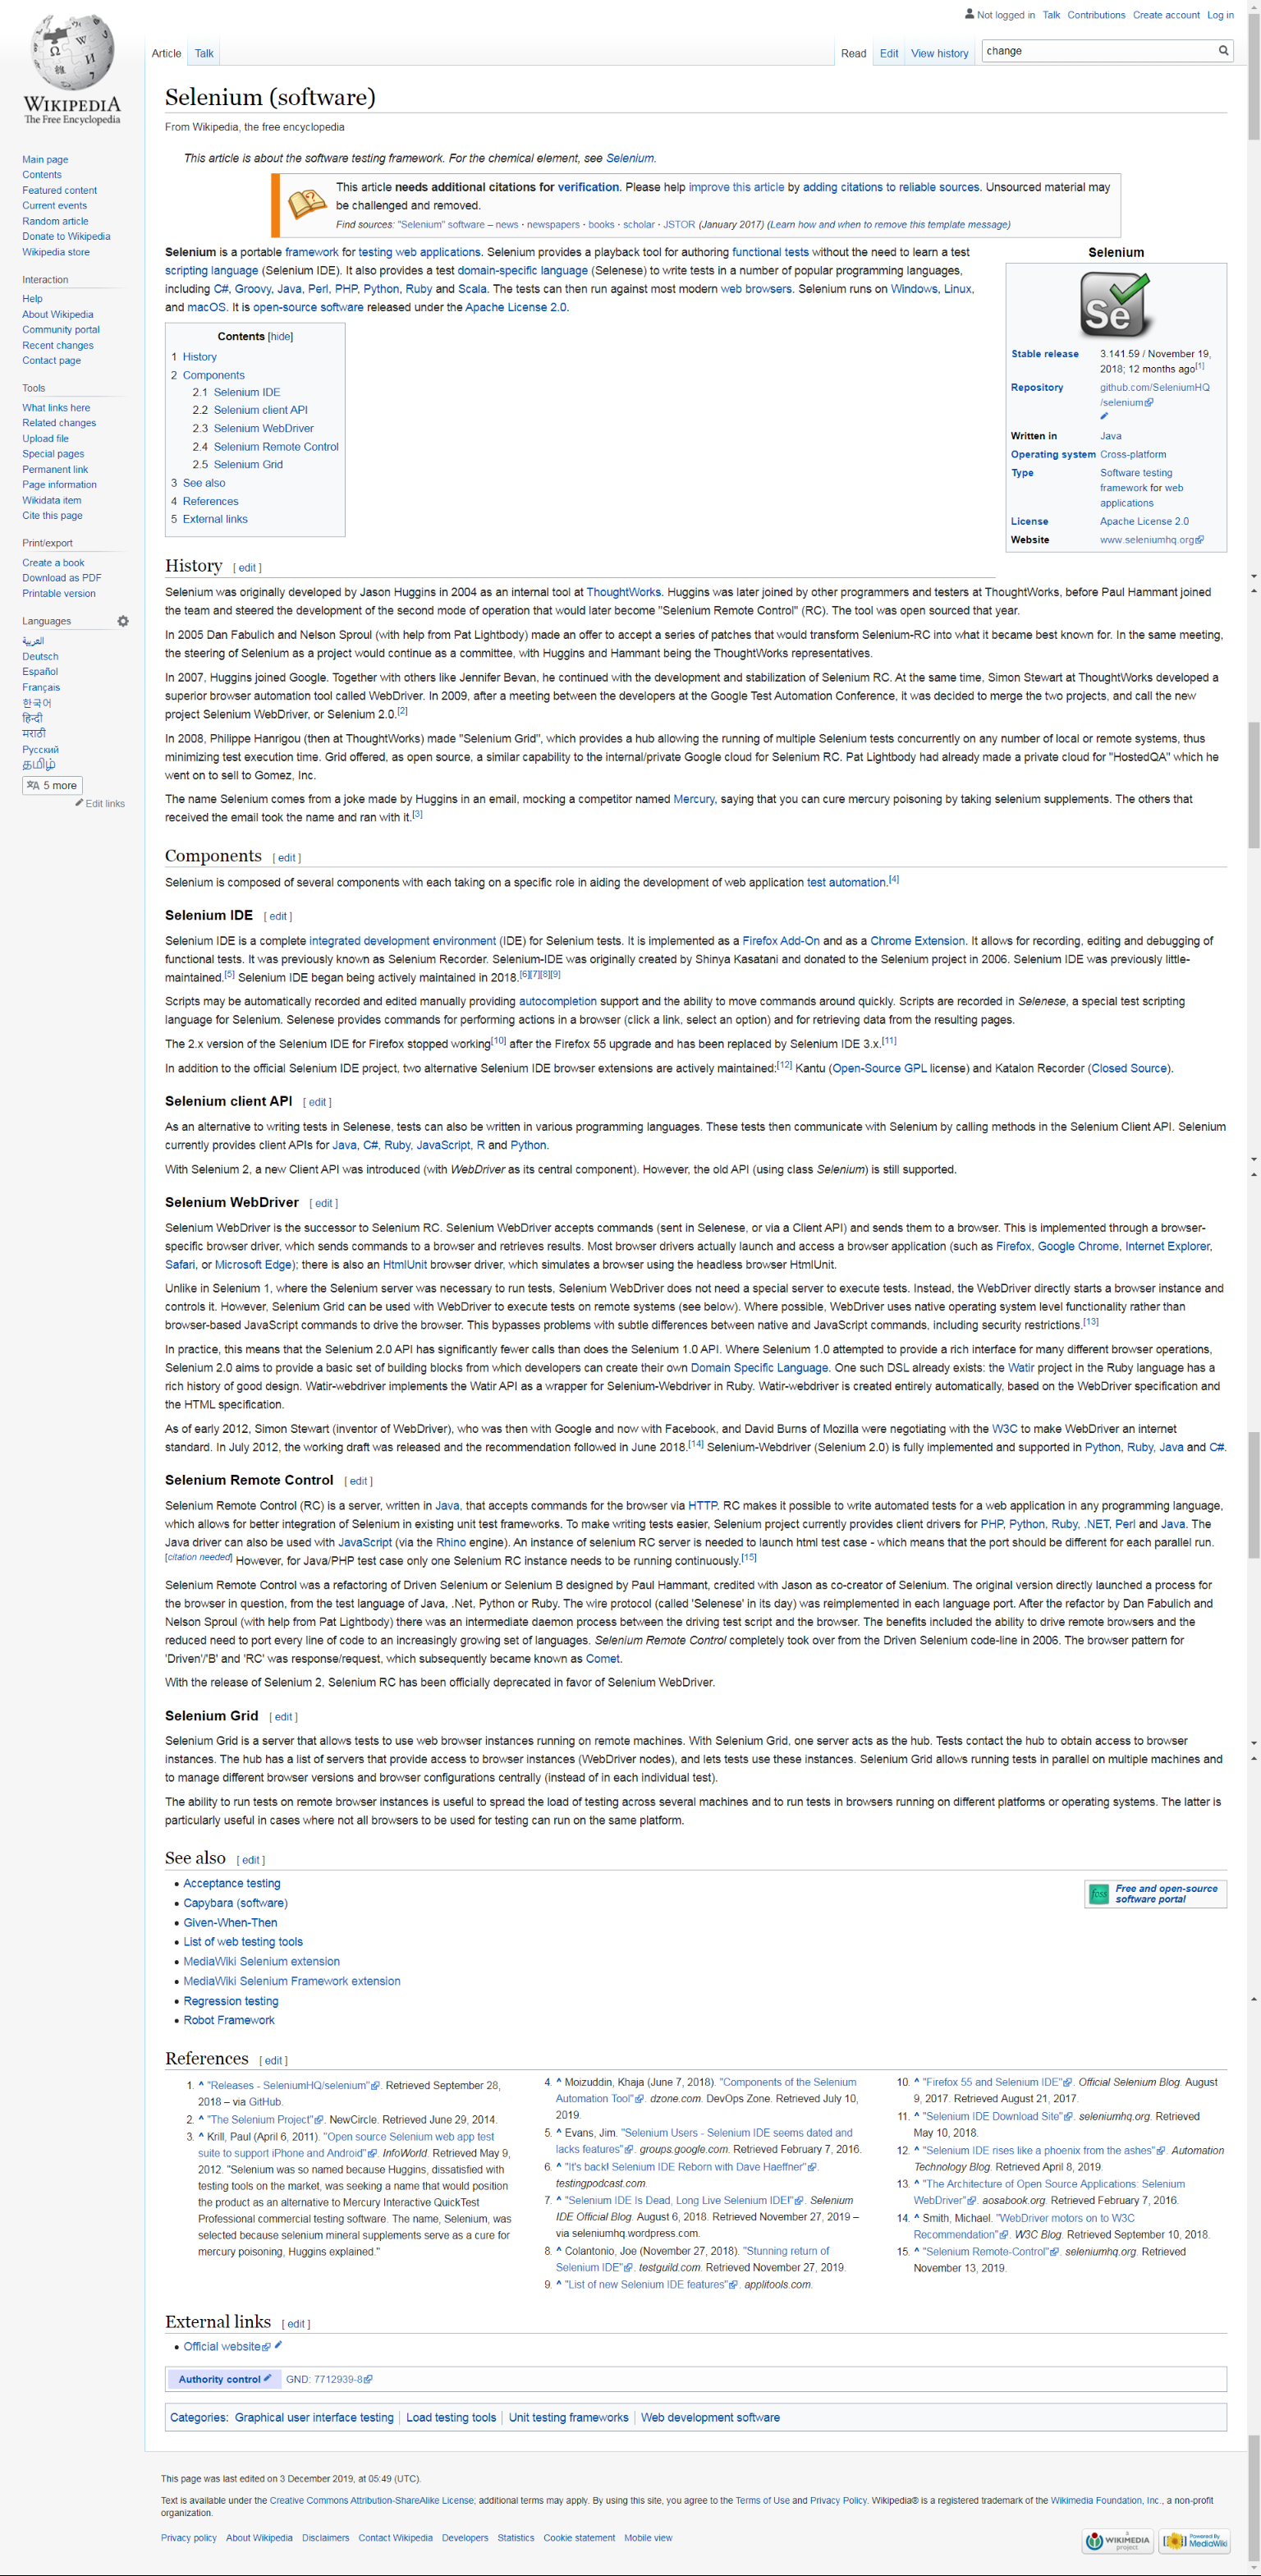 Not logged in Talk Contributions Create account Log in
Article Talk
Read Edit View history change
WIKIPEDIA
The Free Encyclopedia
Main page
Contents
Featured content
Current events
Random article
Donate to Wikipedia
Wikipedia store
Interaction
Help
About Wikipedia
Community portal
Recent changes
Contact page
Tools
What links here
Related changes
Upload file
Special pages
Permanent link
Page information
Wikidata item
Cite this page
Print/export
Create a book
Download as PDF
Printable version
Languages
العربية
Deutsch
Español
Français
한국어
हिन्दी
मराठी
Русский
தமிழ்
5 more
Edit links
Selenium (software)
From Wikipedia, the free encyclopedia
This article is about the software testing framework. For the chemical element, see Selenium.
This article needs additional citations for verification. Please help improve this article by adding citations to reliable sources. Unsourced material may
be challenged and removed.
Find sources: "Selenium" software – news · newspapers · books · scholar · JSTOR (January 2017) (Learn how and when to remove this template message)
Selenium is a portable framework for testing web applications. Selenium provides a playback tool for authoring functional tests without the need to learn a test
scripting language (Selenium IDE). It also provides a test domain-specific language (Selenese) to write tests in a number of popular programming languages,
including C#, Groovy, Java, Perl, PHP, Python, Ruby and Scala. The tests can then run against most modern web browsers. Selenium runs on Windows, Linux,
and macOS. It is open-source software released under the Apache License 2.0.
Selenium
Se
Stable release 3.141.59 / November 19,
2018; 12 months ago[1]
Repository github.com/SeleniumHQ
/selenium
Written in Java
Operating system Cross-platform
Type Software testing
framework for web
applications
License Apache License 2.0
Website www.seleniumhq.org
Contents [hide]
1 History
2 Components
2.1 Selenium IDE
2.2 Selenium client API
2.3 Selenium WebDriver
2.4 Selenium Remote Control
2.5 Selenium Grid
3 See also
4 References
5 External links
History [ edit ]
Selenium was originally developed by Jason Huggins in 2004 as an internal tool at ThoughtWorks. Huggins was later joined by other programmers and testers at ThoughtWorks, before Paul Hammant joined
the team and steered the development of the second mode of operation that would later become "Selenium Remote Control" (RC). The tool was open sourced that year.
In 2005 Dan Fabulich and Nelson Sproul (with help from Pat Lightbody) made an offer to accept a series of patches that would transform Selenium-RC into what it became best known for. In the same meeting,
the steering of Selenium as a project would continue as a committee, with Huggins and Hammant being the ThoughtWorks representatives.
In 2007, Huggins joined Google. Together with others like Jennifer Bevan, he continued with the development and stabilization of Selenium RC. At the same time, Simon Stewart at ThoughtWorks developed a
superior browser automation tool called WebDriver. In 2009, after a meeting between the developers at the Google Test Automation Conference, it was decided to merge the two projects, and call the new
project Selenium WebDriver, or Selenium 2.0.[2]
In 2008, Philippe Hanrigou (then at ThoughtWorks) made "Selenium Grid", which provides a hub allowing the running of multiple Selenium tests concurrently on any number of local or remote systems, thus
minimizing test execution time. Grid offered, as open source, a similar capability to the internal/private Google cloud for Selenium RC. Pat Lightbody had already made a private cloud for "HostedQA" which he
went on to sell to Gomez, Inc.
The name Selenium comes from a joke made by Huggins in an email, mocking a competitor named Mercury, saying that you can cure mercury poisoning by taking selenium supplements. The others that
received the email took the name and ran with it.[3]
Components [ edit ]
Selenium is composed of several components with each taking on a specific role in aiding the development of web application test automation.[4]
Selenium IDE [ edit ]
Selenium IDE is a complete integrated development environment (IDE) for Selenium tests. It is implemented as a Firefox Add-On and as a Chrome Extension. It allows for recording, editing and debugging of
functional tests. It was previously known as Selenium Recorder. Selenium-IDE was originally created by Shinya Kasatani and donated to the Selenium project in 2006. Selenium IDE was previously little-
maintained.[5] Selenium IDE began being actively maintained in 2018.[6][7][8][9]
Scripts may be automatically recorded and edited manually providing autocompletion support and the ability to move commands around quickly. Scripts are recorded in Selenese, a special test scripting
language for Selenium. Selenese provides commands for performing actions in a browser (click a link, select an option) and for retrieving data from the resulting pages.
The 2.x version of the Selenium IDE for Firefox stopped working[10] after the Firefox 55 upgrade and has been replaced by Selenium IDE 3.x.[11]
In addition to the official Selenium IDE project, two alternative Selenium IDE browser extensions are actively maintained:[12] Kantu (Open-Source GPL license) and Katalon Recorder (Closed Source).
Selenium client API [ edit ]
As an alternative to writing tests in Selenese, tests can also be written in various programming languages. These tests then communicate with Selenium by calling methods in the Selenium Client API. Selenium
currently provides client APIs for Java, C#, Ruby, JavaScript, R and Python.
With Selenium 2, a new Client API was introduced (with WebDriver as its central component). However, the old API (using class Selenium) is still supported.
Selenium WebDriver [ edit ]
Selenium WebDriver is the successor to Selenium RC. Selenium WebDriver accepts commands (sent in Selenese, or via a Client API) and sends them to a browser. This is implemented through a browser-
specific browser driver, which sends commands to a browser and retrieves results. Most browser drivers actually launch and access a browser application (such as Firefox, Google Chrome, Internet Explorer,
Safari, or Microsoft Edge); there is also an HtmlUnit browser driver, which simulates a browser using the headless browser HtmlUnit.
Unlike in Selenium 1, where the Selenium server was necessary to run tests, Selenium WebDriver does not need a special server to execute tests. Instead, the WebDriver directly starts a browser instance and
controls it. However, Selenium Grid can be used with WebDriver to execute tests on remote systems (see below). Where possible, WebDriver uses native operating system level functionality rather than
browser-based JavaScript commands to drive the browser. This bypasses problems with subtle differences between native and JavaScript commands, including security restrictions.[13]
In practice, this means that the Selenium 2.0 API has significantly fewer calls than does the Selenium 1.0 API. Where Selenium 1.0 attempted to provide a rich interface for many different browser operations,
Selenium 2.0 aims to provide a basic set of building blocks from which developers can create their own Domain Specific Language. One such DSL already exists: the Watir project in the Ruby language has a
rich history of good design. Watir-webdriver implements the Watir API as a wrapper for Selenium-Webdriver in Ruby. Watir-webdriver is created entirely automatically, based on the WebDriver specification and
the HTML specification.
As of early 2012, Simon Stewart (inventor of WebDriver), who was then with Google and now with Facebook, and David Burns of Mozilla were negotiating with the W3C to make WebDriver an internet
standard. In July 2012, the working draft was released and the recommendation followed in June 2018.[14] Selenium-Webdriver (Selenium 2.0) is fully implemented and supported in Python, Ruby, Java and C#.
Selenium Remote Control [ edit ]
Selenium Remote Control (RC) is a server, written in Java, that accepts commands for the browser via HTTP. RC makes it possible to write automated tests for a web application in any programming language,
which allows for better integration of Selenium in existing unit test frameworks. To make writing tests easier, Selenium project currently provides client drivers for PHP, Python, Ruby, .NET, Perl and Java. The
Java driver can also be used with JavaScript (via the Rhino engine). An instance of selenium RC server is needed to launch html test case - which means that the port should be different for each parallel run.
[citation needed] However, for Java/PHP test case only one Selenium RC instance needs to be running continuously.[15]
Selenium Remote Control was a refactoring of Driven Selenium or Selenium B designed by Paul Hammant, credited with Jason as co-creator of Selenium. The original version directly launched a process for
the browser in question, from the test language of Java, .Net, Python or Ruby. The wire protocol (called 'Selenese' in its day) was reimplemented in each language port. After the refactor by Dan Fabulich and
Nelson Sproul (with help from Pat Lightbody) there was an intermediate daemon process between the driving test script and the browser. The benefits included the ability to drive remote browsers and the
reduced need to port every line of code to an increasingly growing set of languages. Selenium Remote Control completely took over from the Driven Selenium code-line in 2006. The browser pattern for
'Driven'/'B' and 'RC' was response/request, which subsequently became known as Comet.
With the release of Selenium 2, Selenium RC has been officially deprecated in favor of Selenium WebDriver.
Selenium Grid [ edit ]
Selenium Grid is a server that allows tests to use web browser instances running on remote machines. With Selenium Grid, one server acts as the hub. Tests contact the hub to obtain access to browser
instances. The hub has a list of servers that provide access to browser instances (WebDriver nodes), and lets tests use these instances. Selenium Grid allows running tests in parallel on multiple machines and
to manage different browser versions and browser configurations centrally (instead of in each individual test).
The ability to run tests on remote browser instances is useful to spread the load of testing across several machines and to run tests in browsers running on different platforms or operating systems. The latter is
particularly useful in cases where not all browsers to be used for testing can run on the same platform.
See also [ edit ]
Acceptance testing
Capybara (software)
Given-When-Then
List of web testing tools
MediaWiki Selenium extension
MediaWiki Selenium Framework extension
Regression testing
Robot Framework
foss
Free and open-source
software portal
References [ edit ]
1. ^ "Releases - SeleniumHQ/selenium". Retrieved September 28,
2018 – via GitHub.
2. ^ "The Selenium Project". NewCircle. Retrieved June 29, 2014.
3. ^ Krill, Paul (April 6, 2011). "Open source Selenium web app test
suite to support iPhone and Android". InfoWorld. Retrieved May 9,
2012. "Selenium was so named because Huggins, dissatisfied with
testing tools on the market, was seeking a name that would position
the product as an alternative to Mercury Interactive QuickTest
Professional commercial testing software. The name, Selenium, was
selected because selenium mineral supplements serve as a cure for
mercury poisoning, Huggins explained."
4. ^ Moizuddin, Khaja (June 7, 2018). "Components of the Selenium
Automation Tool". dzone.com. DevOps Zone. Retrieved July 10,
2019.
5. ^ Evans, Jim. "Selenium Users - Selenium IDE seems dated and
lacks features". groups.google.com. Retrieved February 7, 2016.
6. ^ "It's back! Selenium IDE Reborn with Dave Haeffner".
testingpodcast.com.
7. ^ "Selenium IDE Is Dead, Long Live Selenium IDE!". Selenium
IDE Official Blog. August 6, 2018. Retrieved November 27, 2019 –
via seleniumhq.wordpress.com.
8. ^ Colantonio, Joe (November 27, 2018). "Stunning return of
Selenium IDE". testguild.com. Retrieved November 27, 2019.
9. ^ "List of new Selenium IDE features". applitools.com.
10. ^ "Firefox 55 and Selenium IDE". Official Selenium Blog. August
9, 2017. Retrieved August 21, 2017.
11. ^ "Selenium IDE Download Site". seleniumhq.org. Retrieved
May 10, 2018.
12. ^ "Selenium IDE rises like a phoenix from the ashes". Automation
Technology Blog. Retrieved April 8, 2019.
13. ^ "The Architecture of Open Source Applications: Selenium
WebDriver". aosabook.org. Retrieved February 7, 2016.
14. ^ Smith, Michael. "WebDriver motors on to W3C
Recommendation". W3C Blog. Retrieved September 10, 2018.
15. ^ "Selenium Remote-Control". seleniumhq.org. Retrieved
November 13, 2019.
External links [ edit ]
Official website
Authority control GND: 7712939-8
Categories: Graphical user interface testing | Load testing tools | Unit testing frameworks | Web development software
This page was last edited on 3 December 2019, at 05:49 (UTC).
Text is available under the Creative Commons Attribution-ShareAlike License; additional terms may apply. By using this site, you agree to the Terms of Use and Privacy Policy. Wikipedia® is a registered trademark of the Wikimedia Foundation, Inc., a non-profit
organization.
Privacy policy About Wikipedia Disclaimers Contact Wikipedia Developers Statistics Cookie statement Mobile view
A WIKIMEDIA project
Powered By MediaWiki